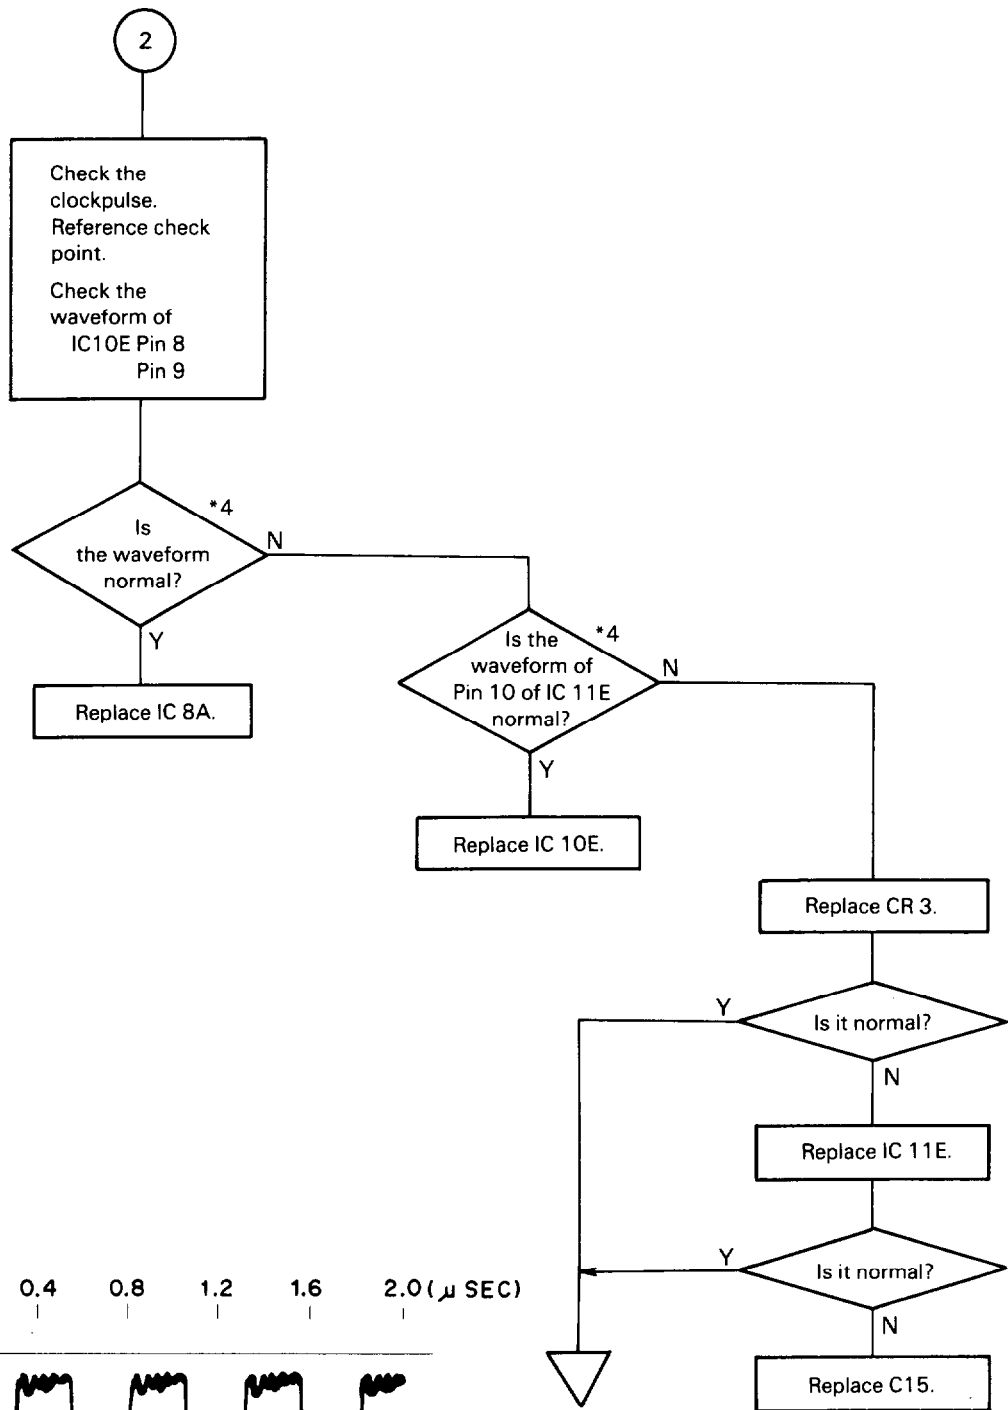 2
Check the
clockpulse.
Reference check
point.
Check the
waveform of
IC10E Pin 8
Pin 9
*4
Is
the waveform
normal?
N
Y
Replace IC 8A.
*4
Is the
waveform of
Pin 10 of IC 11E
normal?
N
Y
Replace IC 10E.
Replace CR 3.
Y
Is it normal?
N
Replace IC 11E.
Y
Is it normal?
N
Replace C15.
0.4 0.8 1.2 1.6 2.0 (μ SEC)